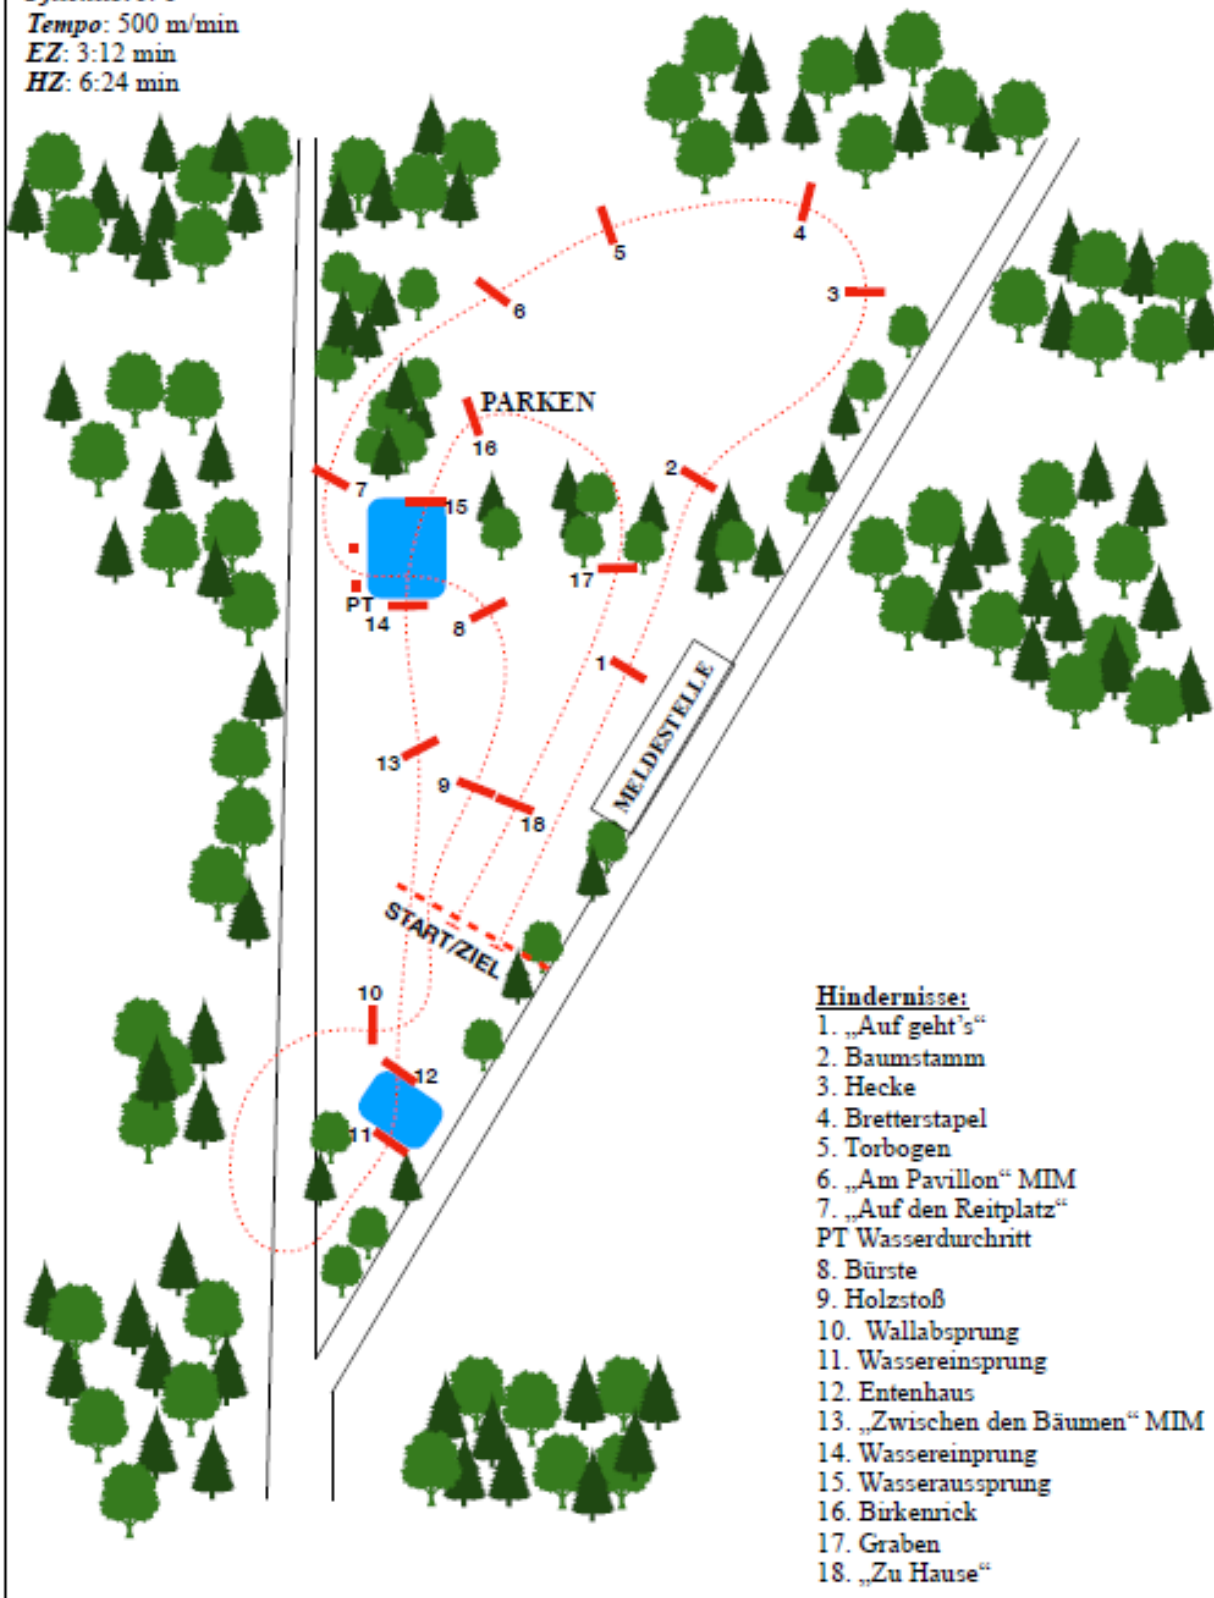 Tempo: 500 m/min
EZ: 3:12 min
HZ: 6:24 min
4
5
3
6
PARKEN
16
2
7
15
17
PT
14
8
1
MELDESTELLE
13
9
18
START/ZIEL
10
12
11
Hindernisse:
1. „Auf geht's“
2. Baumstamm
3. Hecke
4. Bretterstapel
5. Torbogen
6. „Am Pavillon“ MIM
7. „Auf den Reitplatz“
PT Wasserdurchritt
8. Bürste
9. Holzstoß
10. Wallabsprung
11. Wassereinsprung
12. Entenhaus
13. „Zwischen den Bäumen“ MIM
14. Wassereinprung
15. Wasseraussprung
16. Birkenrick
17. Graben
18. „Zu Hause“